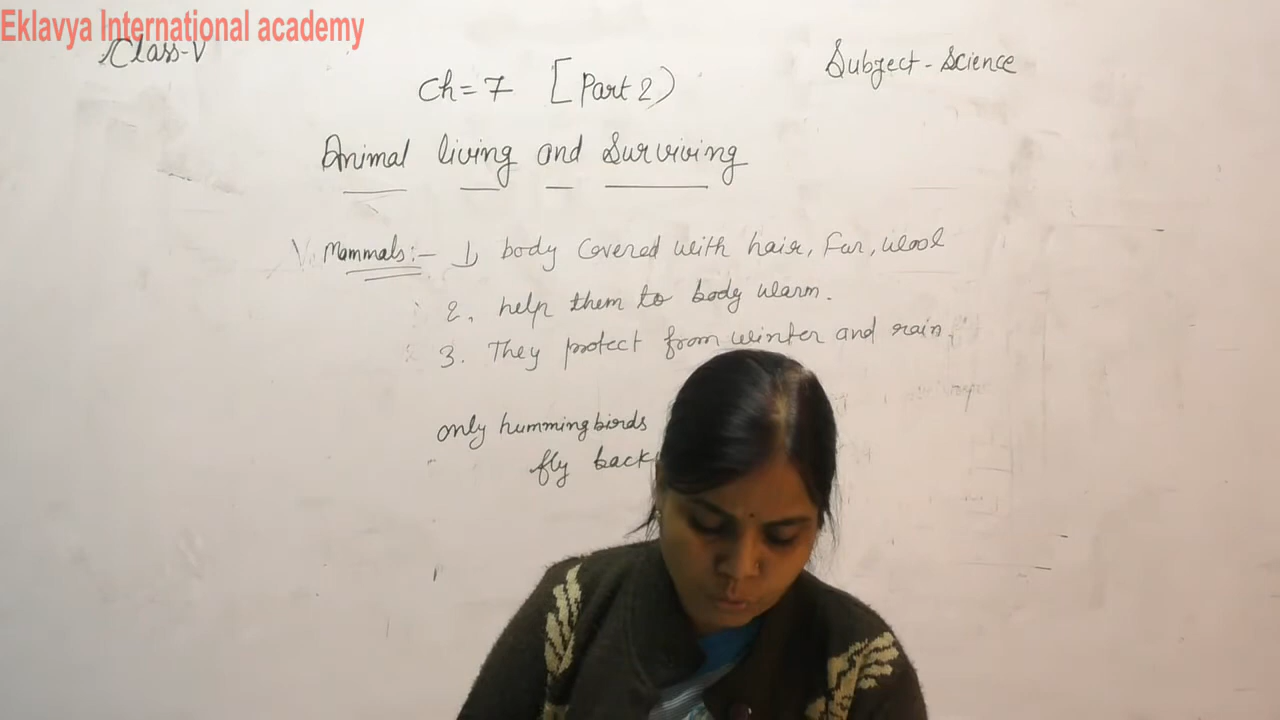 Eklavya International academy
Class-V
Subject - Science
Ch = 7 [Part 2)
Animal living and Surviving
Mammals:- 1) body covered with hair, Fur, wool
2. help them to body warm.
3. They protect from winter and rain.
only humming birds
fly back